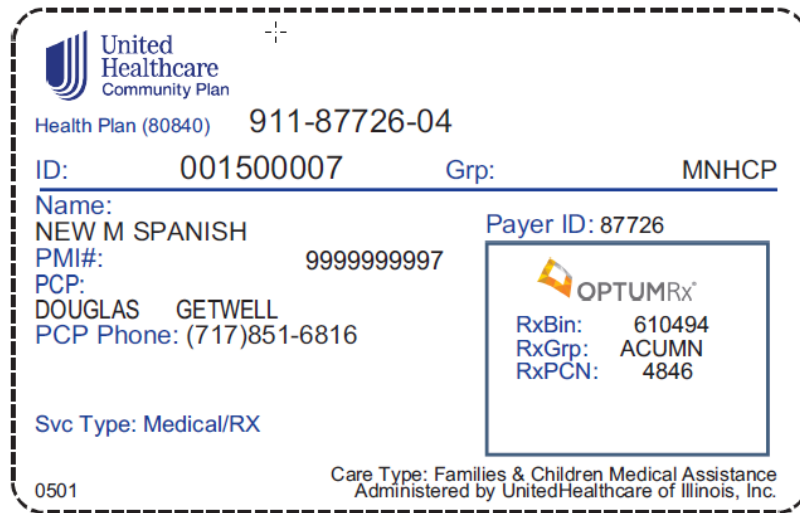 United
Healthcare
Community Plan
Health Plan (80840) 911-87726-04
ID: 001500007 Grp: MNHCP
Name:
NEW M SPANISH
PMI#: 9999999997
PCP:
DOUGLAS GETWELL
PCP Phone: (717)851-6816
Payer ID: 87726
OPTUMRx®
RxBin: 610494
RxGrp: ACUMN
RxPCN: 4846
Svc Type: Medical/RX
Care Type: Families & Children Medical Assistance
0501 Administered by UnitedHealthcare of Illinois, Inc.